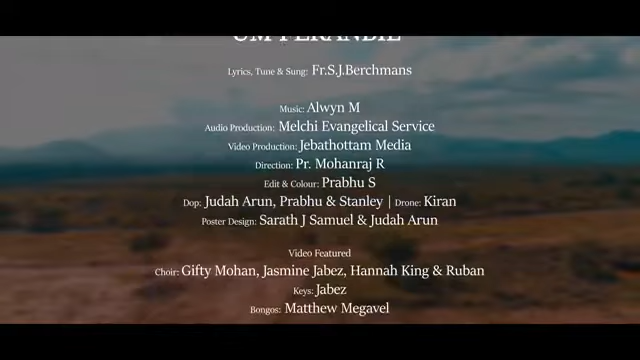 Lyrics, Tune & Sung: Fr.S.J.Berchmans
Music: Alwyn M
Audio Production: Melchi Evangelical Service
Video Production: Jebathottam Media
Direction: Pr. Mohanraj R
Edit & Colour: Prabhu S
Dop: Judah Arun, Prabhu & Stanley | Drone: Kiran
Poster Design: Sarath J Samuel & Judah Arun
Video Featured
Choir: Gifty Mohan, Jasmine Jabez, Hannah King & Ruban
Keys: Jabez
Bongos: Matthew Megavel